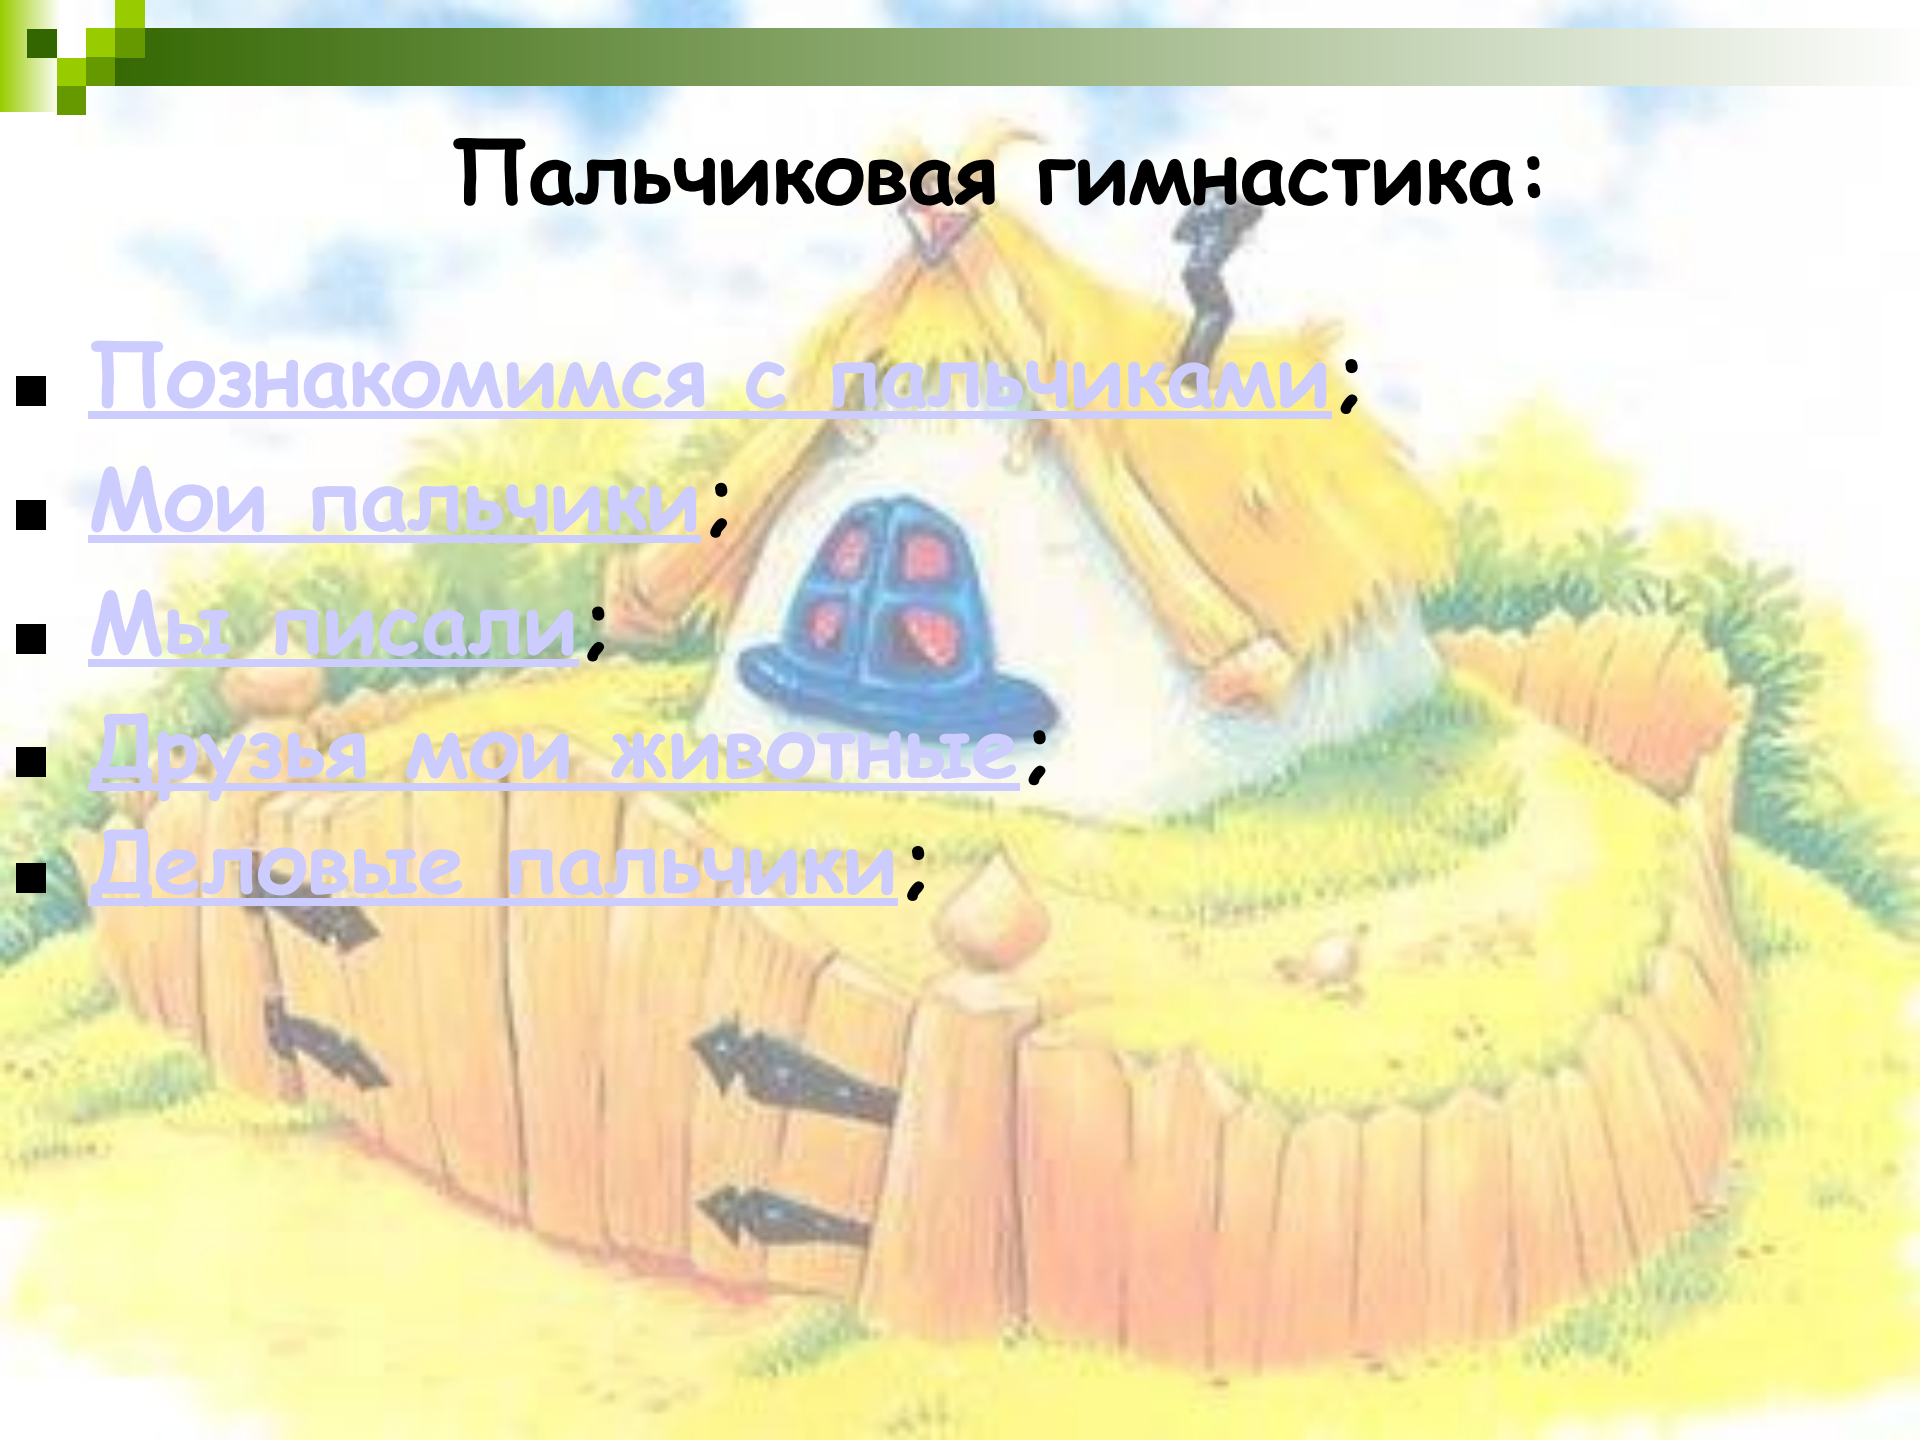 Пальчиковая гимнастика:
Познакомимся с пальчиками;
Мои пальчики;
Мы писали;
Друзья мои животные;
Деловые пальчики;